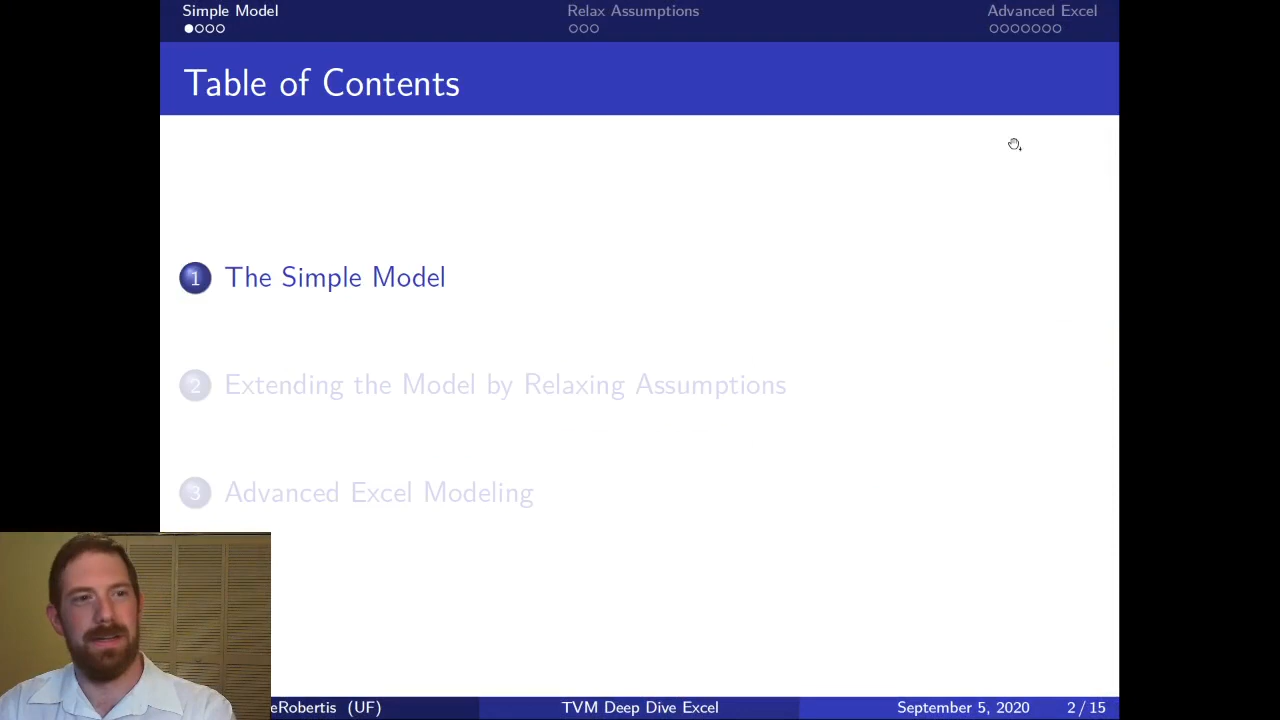 Simple Model
Relax Assumptions
Advanced Excel
Table of Contents
1 The Simple Model
2 Extending the Model by Relaxing Assumptions
3 Advanced Excel Modeling
eRobertis (UF)
TVM Deep Dive Excel
September 5, 2020
2 / 15